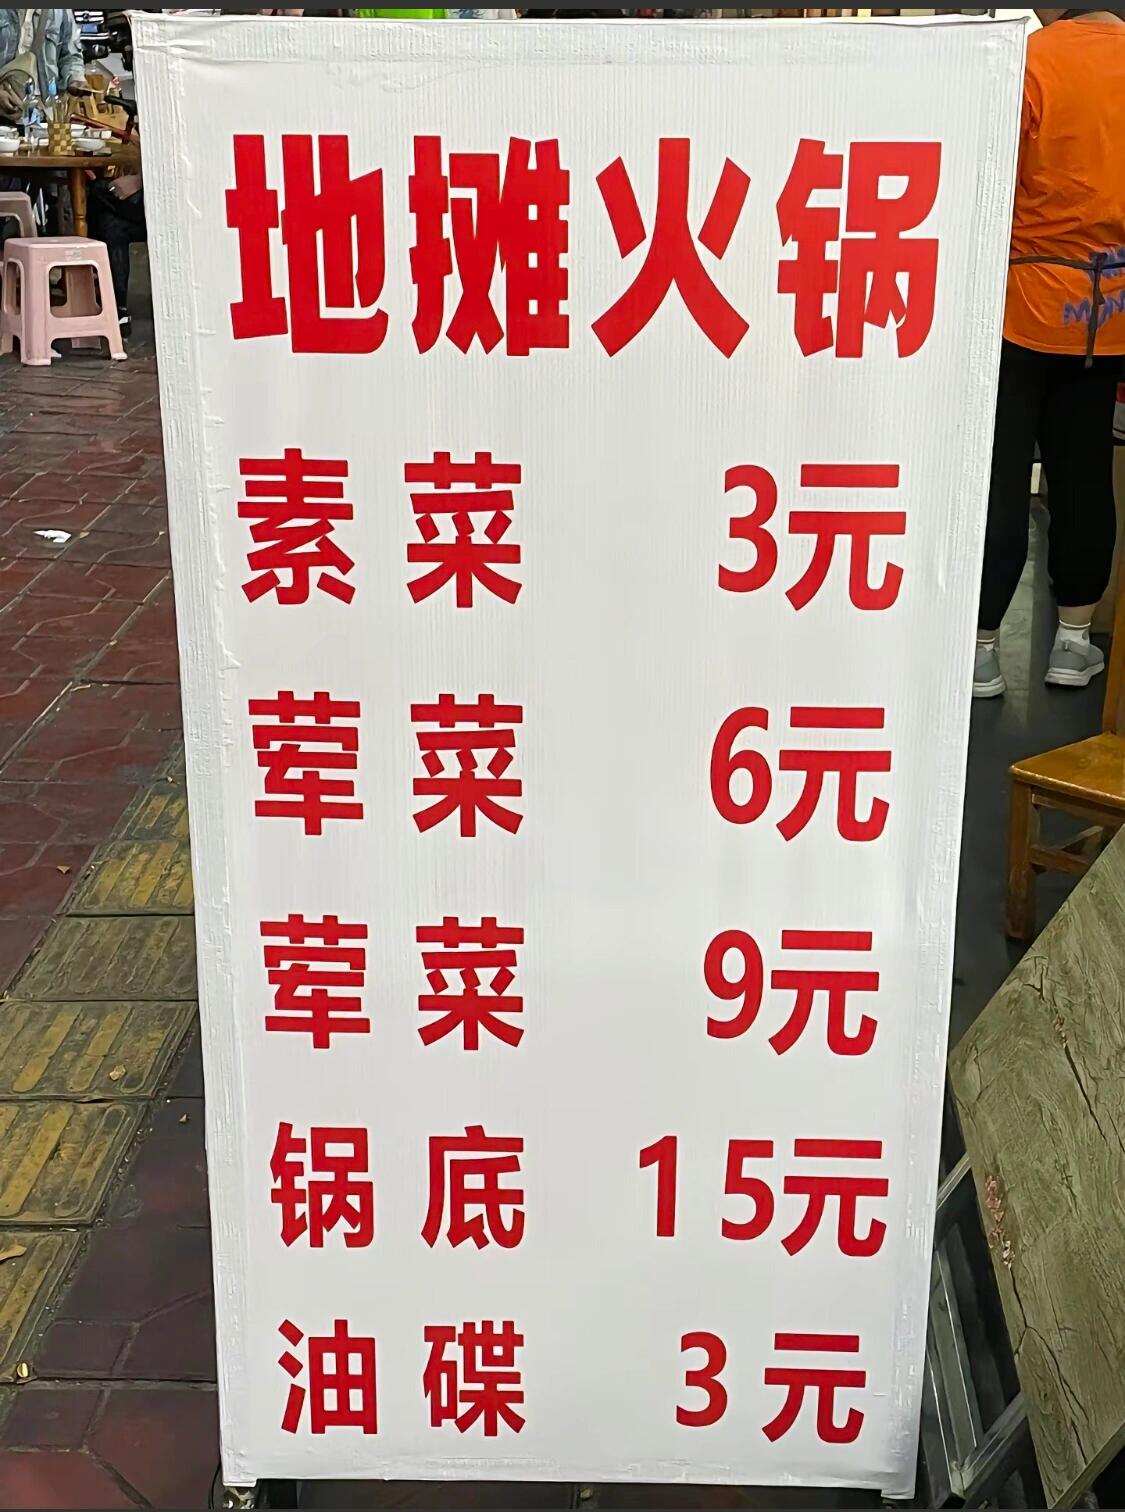 地摊火锅
素菜 3元
荤菜 6元
荤菜 9元
锅底 15元
油碟 3元